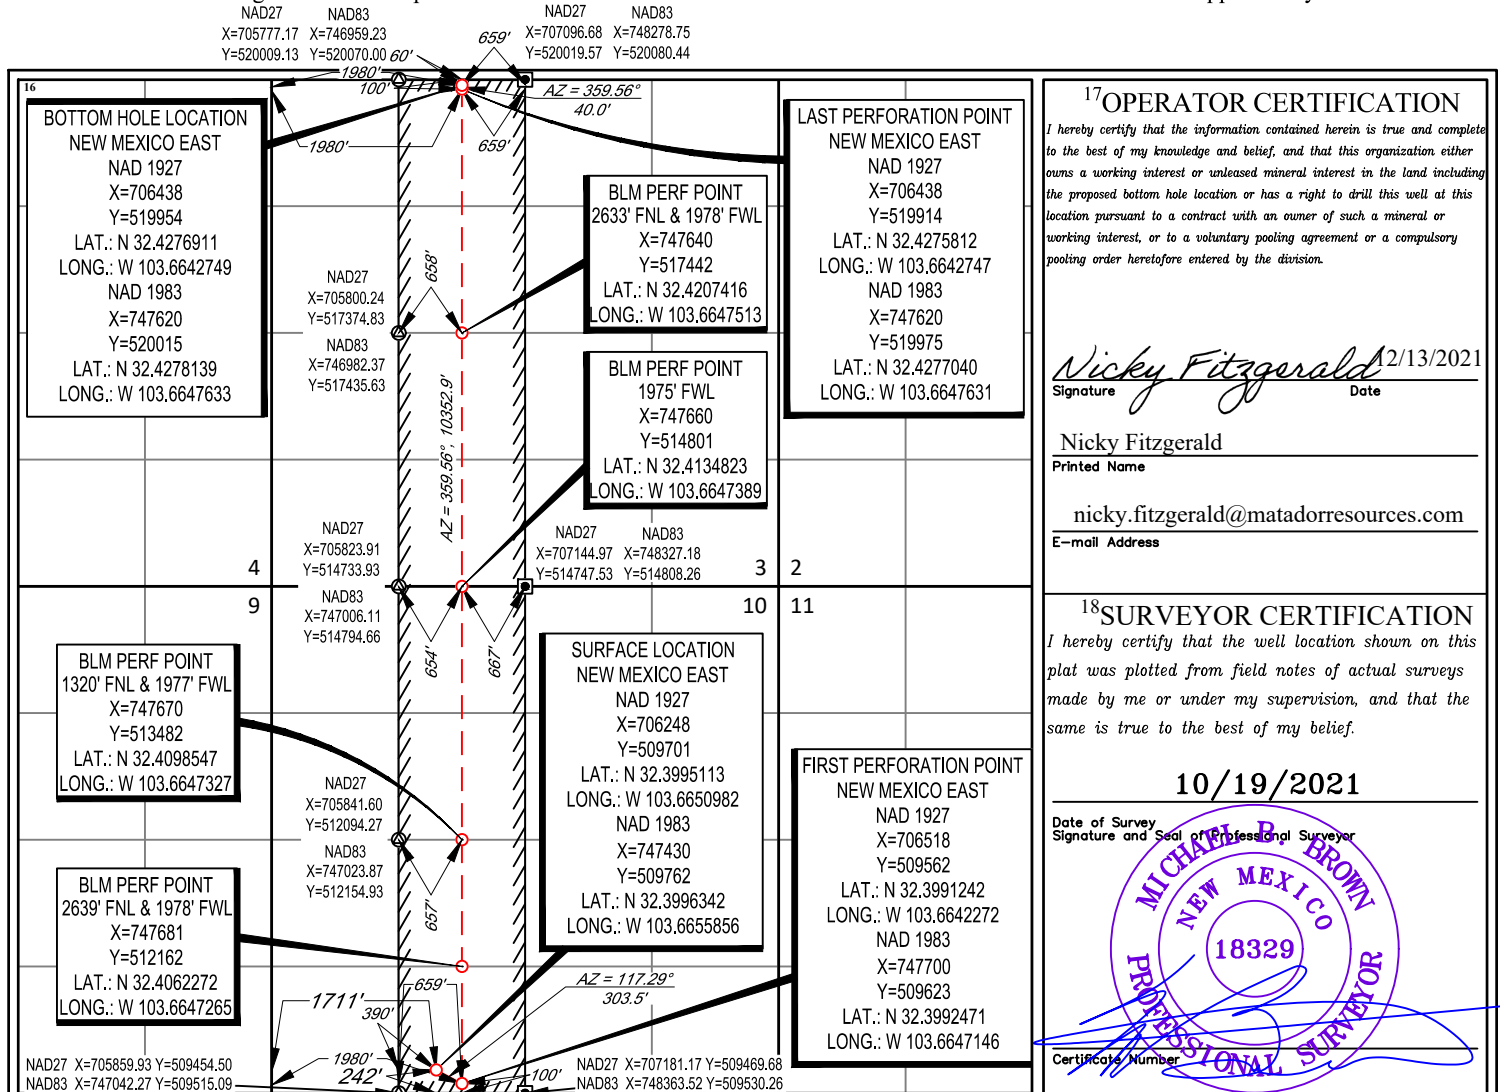 NAD27 NAD83
X=705777.17 X=746959.23
Y=520009.13 Y=520070.00
NAD27 NAD83
X=707096.68 X=748278.75
Y=520019.57 Y=520080.44
60'
659'
1980'
100'
AZ = 359.56°
40.0'
1980'
659'
16
BOTTOM HOLE LOCATION
NEW MEXICO EAST
NAD 1927
X=706438
Y=519954
LAT.: N 32.4276911
LONG.: W 103.6642749
NAD 1983
X=747620
Y=520015
LAT.: N 32.4278139
LONG.: W 103.6647633
BLM PERF POINT
2633' FNL & 1978' FWL
X=747640
Y=517442
LAT.: N 32.4207416
LONG.: W 103.6647513
LAST PERFORATION POINT
NEW MEXICO EAST
NAD 1927
X=706438
Y=519914
LAT.: N 32.4275812
LONG.: W 103.6642747
NAD 1983
X=747620
Y=519975
LAT.: N 32.4277040
LONG.: W 103.6647631
NAD27
X=705800.24
Y=517374.83
NAD83
X=746982.37
Y=517435.63
658'
BLM PERF POINT
1975' FWL
X=747660
Y=514801
LAT.: N 32.4134823
LONG.: W 103.6647389
AZ = 359.56°, 10352.9'
NAD27
X=705823.91
Y=514733.93
NAD83
X=747006.11
Y=514794.66
NAD27 NAD83
X=707144.97 X=748327.18
Y=514747.53 Y=514808.26
4 3 2
9 10 11
654'
667'
BLM PERF POINT
1320' FNL & 1977' FWL
X=747670
Y=513482
LAT.: N 32.4098547
LONG.: W 103.6647327
NAD27
X=705841.60
Y=512094.27
NAD83
X=747023.87
Y=512154.93
657'
SURFACE LOCATION
NEW MEXICO EAST
NAD 1927
X=706248
Y=509701
LAT.: N 32.3995113
LONG.: W 103.6650982
NAD 1983
X=747430
Y=509762
LAT.: N 32.3996342
LONG.: W 103.6655856
FIRST PERFORATION POINT
NEW MEXICO EAST
NAD 1927
X=706518
Y=509562
LAT.: N 32.3991242
LONG.: W 103.6642272
NAD 1983
X=747700
Y=509623
LAT.: N 32.3992471
LONG.: W 103.6647146
BLM PERF POINT
2639' FNL & 1978' FWL
X=747681
Y=512162
LAT.: N 32.4062272
LONG.: W 103.6647265
659'
AZ = 117.29°
303.5'
1711'
390'
1980'
242'
100'
NAD27 X=705859.93 Y=509454.50
NAD83 X=747042.27 Y=509515.09
NAD27 X=707181.17 Y=509469.68
NAD83 X=748363.52 Y=509530.26
17OPERATOR CERTIFICATION
I hereby certify that the information contained herein is true and complete
to the best of my knowledge and belief, and that this organization either
owns a working interest or unleased mineral interest in the land including
the proposed bottom hole location or has a right to drill this well at this
location pursuant to a contract with an owner of such a mineral or
working interest, or to a voluntary pooling agreement or a compulsory
pooling order heretofore entered by the division.
Nicky Fitzgerald 12/13/2021
Signature Date
Nicky Fitzgerald
Printed Name
nicky.fitzgerald@matadorresources.com
E-mail Address
18SURVEYOR CERTIFICATION
I hereby certify that the well location shown on this
plat was plotted from field notes of actual surveys
made by me or under my supervision, and that the
same is true to the best of my belief.
10/19/2021
Date of Survey
Signature and Seal of Professional Surveyor
MICHAEL B. BROWN
NEW MEXICO
18329
PROFESSIONAL SURVEYOR
Certificate Number